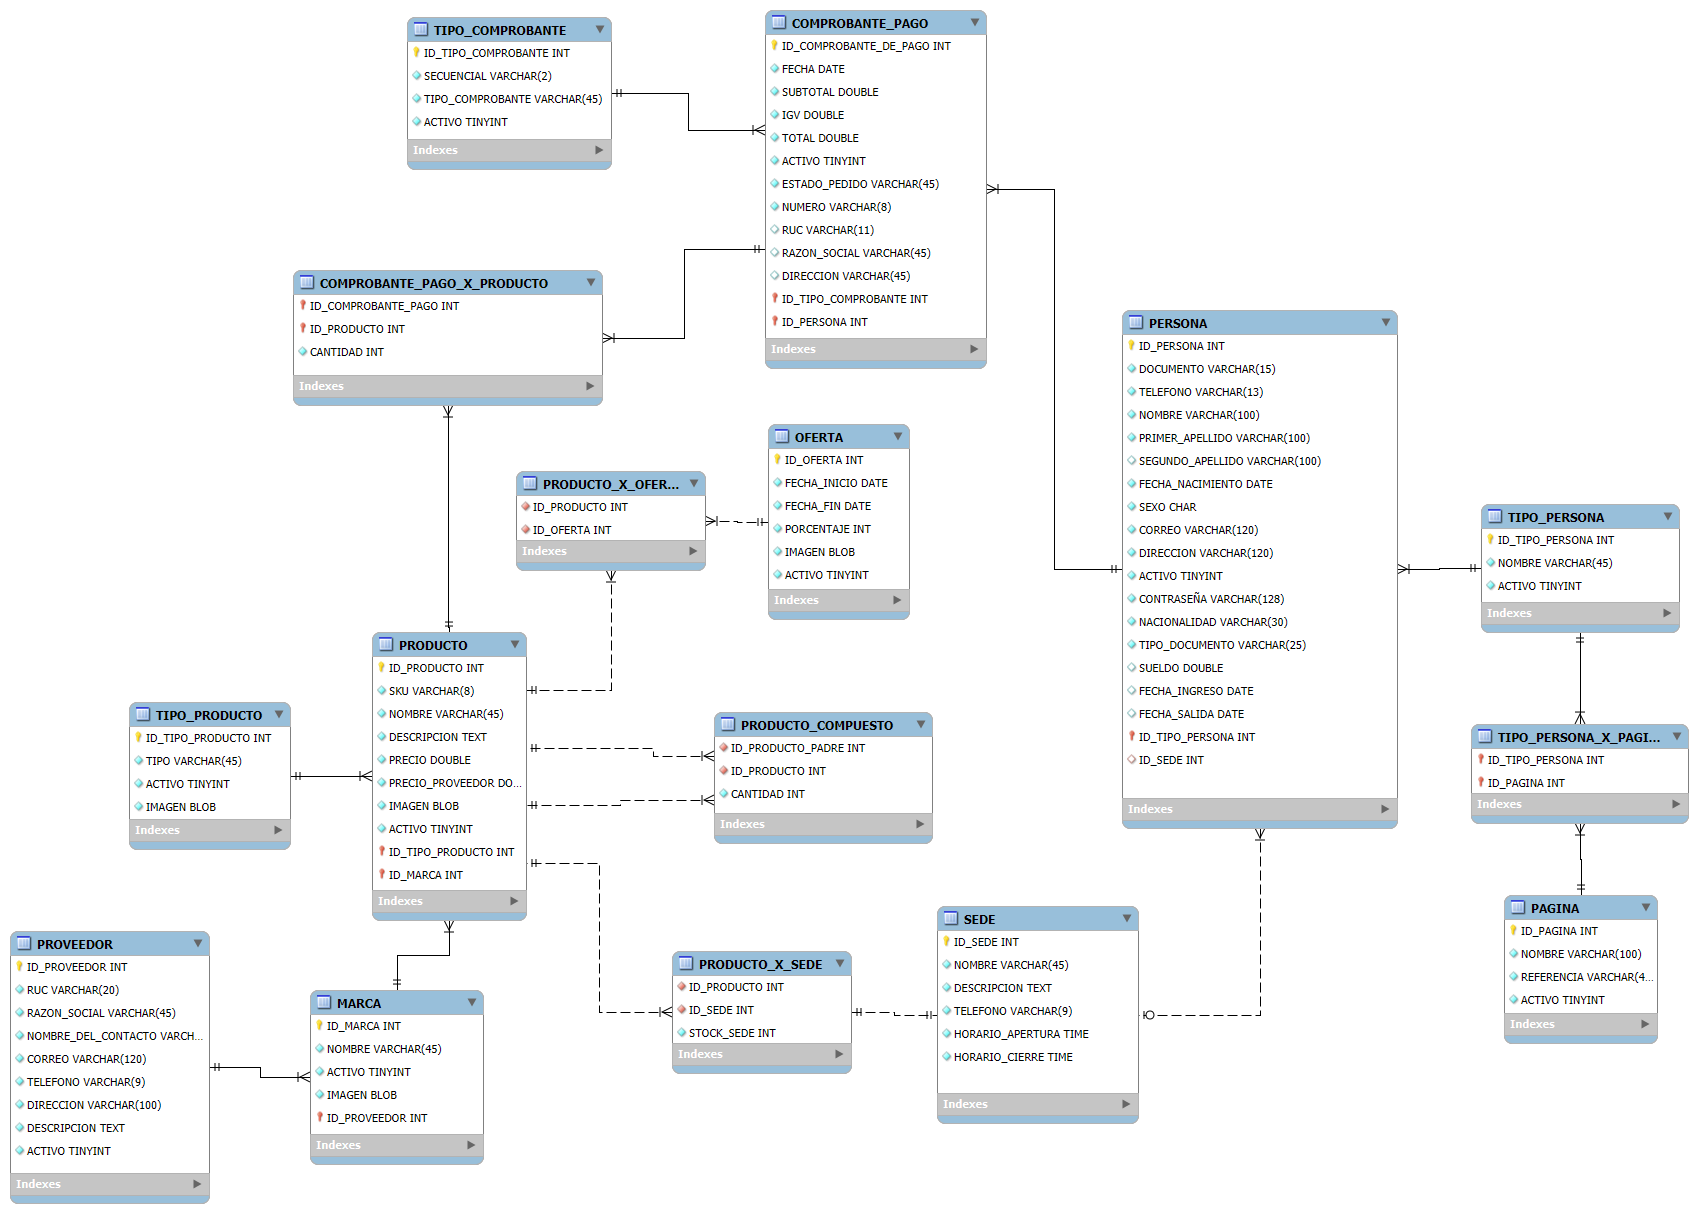 TIPO_COMPROBANTE
ID_TIPO_COMPROBANTE INT
SECUENCIAL VARCHAR(2)
TIPO_COMPROBANTE VARCHAR(45)
ACTIVO TINYINT
Indexes
COMPROBANTE_PAGO
ID_COMPROBANTE_DE_PAGO INT
FECHA DATE
SUBTOTAL DOUBLE
IGV DOUBLE
TOTAL DOUBLE
ACTIVO TINYINT
ESTADO_PEDIDO VARCHAR(45)
NUMERO VARCHAR(8)
RUC VARCHAR(11)
RAZON_SOCIAL VARCHAR(45)
DIRECCION VARCHAR(45)
ID_TIPO_COMPROBANTE INT
ID_PERSONA INT
Indexes
COMPROBANTE_PAGO_X_PRODUCTO
ID_COMPROBANTE_PAGO INT
ID_PRODUCTO INT
CANTIDAD INT
Indexes
PERSONA
ID_PERSONA INT
DOCUMENTO VARCHAR(15)
TELEFONO VARCHAR(13)
NOMBRE VARCHAR(100)
PRIMER_APELLIDO VARCHAR(100)
SEGUNDO_APELLIDO VARCHAR(100)
FECHA_NACIMIENTO DATE
SEXO CHAR
CORREO VARCHAR(120)
DIRECCION VARCHAR(120)
ACTIVO TINYINT
CONTRASEÑA VARCHAR(128)
NACIONALIDAD VARCHAR(30)
TIPO_DOCUMENTO VARCHAR(25)
SUELDO DOUBLE
FECHA_INGRESO DATE
FECHA_SALIDA DATE
ID_TIPO_PERSONA INT
ID_SEDE INT
Indexes
OFERTA
ID_OFERTA INT
FECHA_INICIO DATE
FECHA_FIN DATE
PORCENTAJE INT
IMAGEN BLOB
ACTIVO TINYINT
Indexes
PRODUCTO_X_OFER...
ID_PRODUCTO INT
ID_OFERTA INT
Indexes
TIPO_PERSONA
ID_TIPO_PERSONA INT
NOMBRE VARCHAR(45)
ACTIVO TINYINT
Indexes
PRODUCTO
ID_PRODUCTO INT
SKU VARCHAR(8)
NOMBRE VARCHAR(45)
DESCRIPCION TEXT
PRECIO DOUBLE
PRECIO_PROVEEDOR DO...
IMAGEN BLOB
ACTIVO TINYINT
ID_TIPO_PRODUCTO INT
ID_MARCA INT
Indexes
TIPO_PRODUCTO
ID_TIPO_PRODUCTO INT
TIPO VARCHAR(45)
ACTIVO TINYINT
IMAGEN BLOB
Indexes
PRODUCTO_COMPUESTO
ID_PRODUCTO_PADRE INT
ID_PRODUCTO INT
CANTIDAD INT
Indexes
TIPO_PERSONA_X_PAGI...
ID_TIPO_PERSONA INT
ID_PAGINA INT
Indexes
PAGINA
ID_PAGINA INT
NOMBRE VARCHAR(100)
REFERENCIA VARCHAR(4...
ACTIVO TINYINT
Indexes
SEDE
ID_SEDE INT
NOMBRE VARCHAR(45)
DESCRIPCION TEXT
TELEFONO VARCHAR(9)
HORARIO_APERTURA TIME
HORARIO_CIERRE TIME
Indexes
PRODUCTO_X_SEDE
ID_PRODUCTO INT
ID_SEDE INT
STOCK_SEDE INT
Indexes
PROVEEDOR
ID_PROVEEDOR INT
RUC VARCHAR(20)
RAZON_SOCIAL VARCHAR(45)
NOMBRE_DEL_CONTACTO VARCH...
CORREO VARCHAR(120)
TELEFONO VARCHAR(9)
DIRECCION VARCHAR(100)
DESCRIPCION TEXT
ACTIVO TINYINT
Indexes
MARCA
ID_MARCA INT
NOMBRE VARCHAR(45)
ACTIVO TINYINT
IMAGEN BLOB
ID_PROVEEDOR INT
Indexes